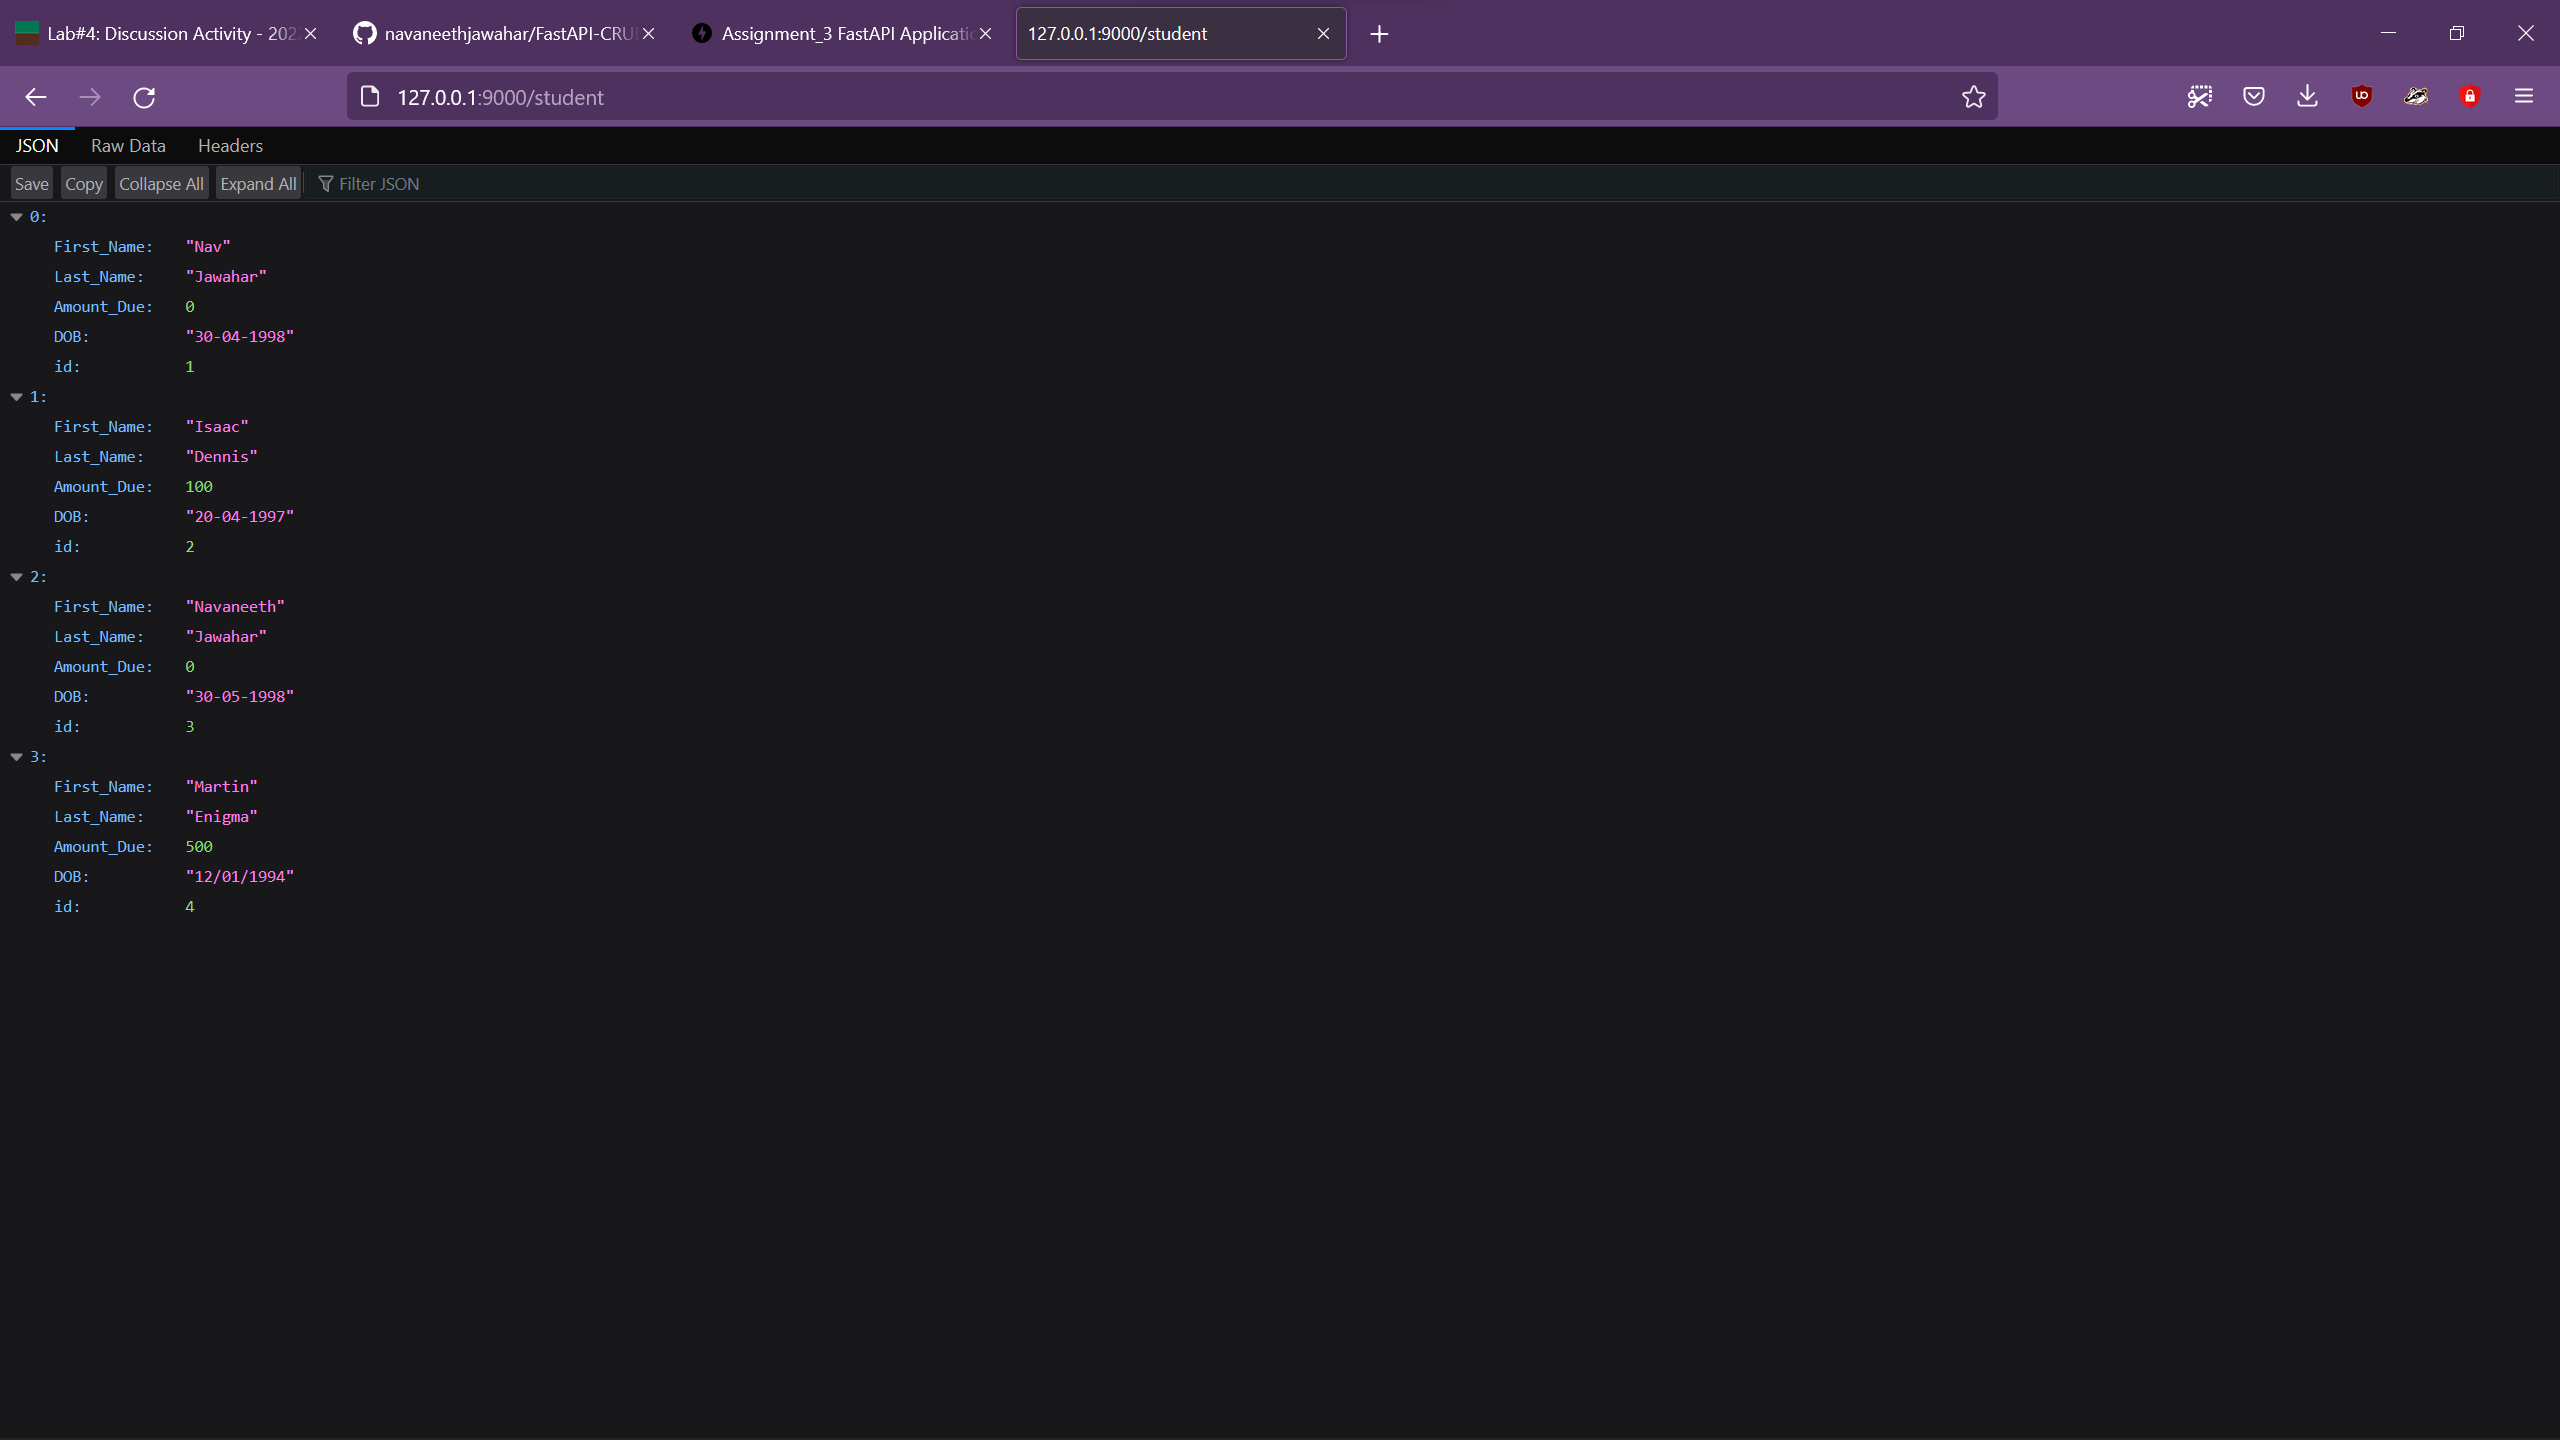 Lab#4: Discussion Activity - 202
navaneethjawahar/FastAPI-CRU
Assignment_3 FastAPI Applicati
127.0.0.1:9000/student
127.0.0.1:9000/student
JSON Raw Data Headers
Save Copy Collapse All Expand All Filter JSON
0:
First_Name: "Nav"
Last_Name: "Jawahar"
Amount_Due: 0
DOB: "30-04-1998"
id: 1
1:
First_Name: "Isaac"
Last_Name: "Dennis"
Amount_Due: 100
DOB: "20-04-1997"
id: 2
2:
First_Name: "Navaneeth"
Last_Name: "Jawahar"
Amount_Due: 0
DOB: "30-05-1998"
id: 3
3:
First_Name: "Martin"
Last_Name: "Enigma"
Amount_Due: 500
DOB: "12/01/1994"
id: 4